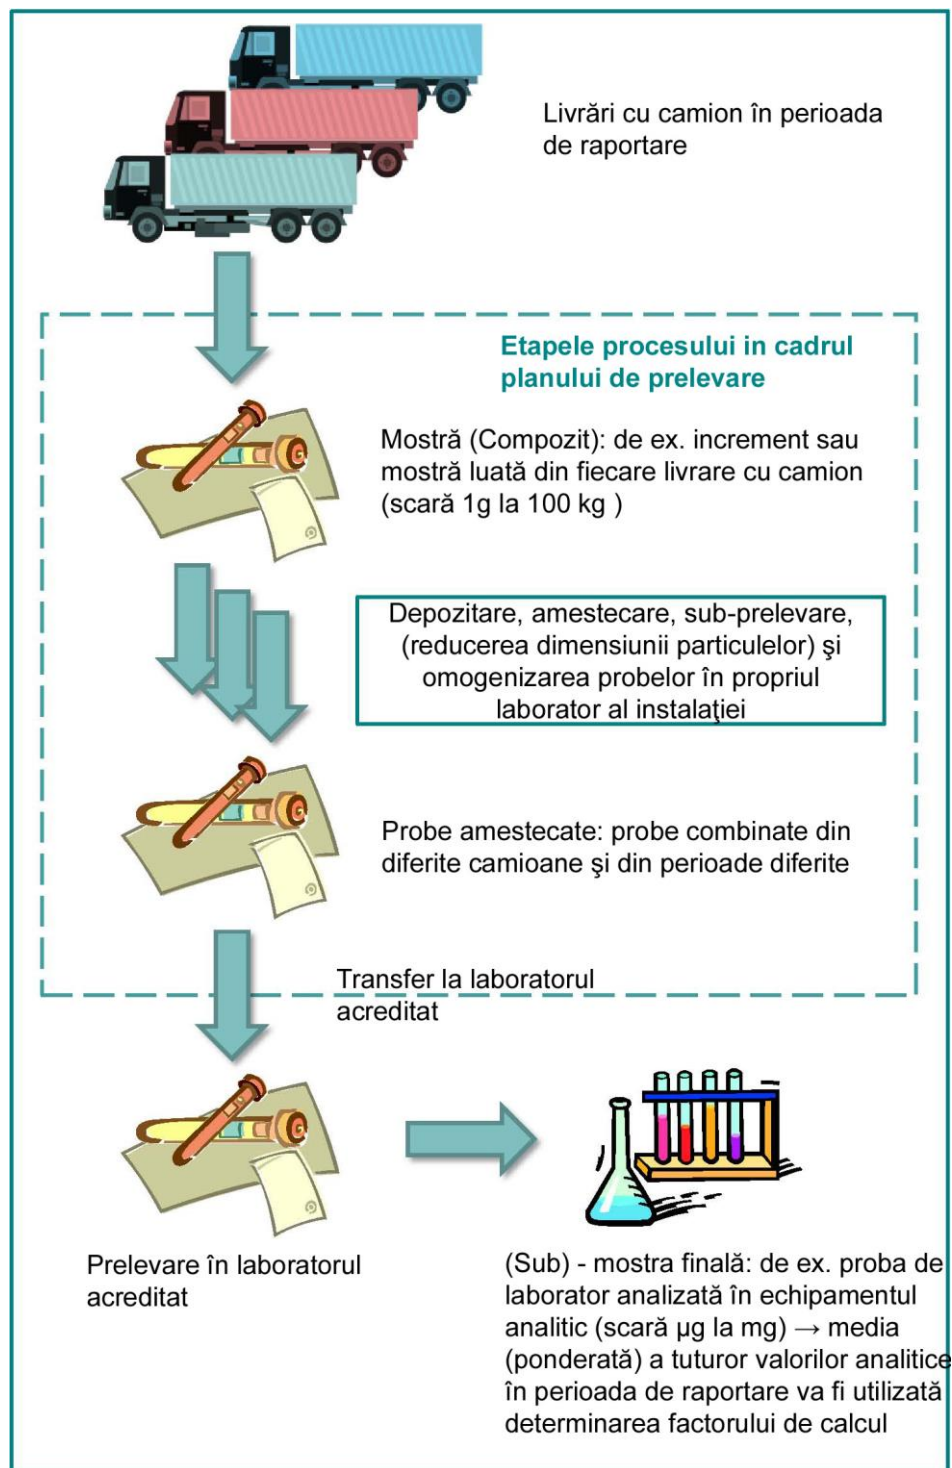 Livrări cu camion în perioada
de raportare
Etapele procesului in cadrul
planului de prelevare
Mostră (Compozit): de ex. increment sau
mostră luată din fiecare livrare cu camion
(scară 1g la 100 kg )
Depozitare, amestecare, sub-prelevare,
(reducerea dimensiunii particulelor) şi
omogenizarea probelor în propriul
laborator al instalaţiei
Probe amestecate: probe combinate din
diferite camioane şi din perioade diferite
Transfer la laboratorul
acreditat
Prelevare în laboratorul
acreditat
(Sub) - mostra finală: de ex. proba de
laborator analizată în echipamentul
analitic (scară µg la mg) → media
(ponderată) a tuturor valorilor analitice
în perioada de raportare va fi utilizată
determinarea factorului de calcul